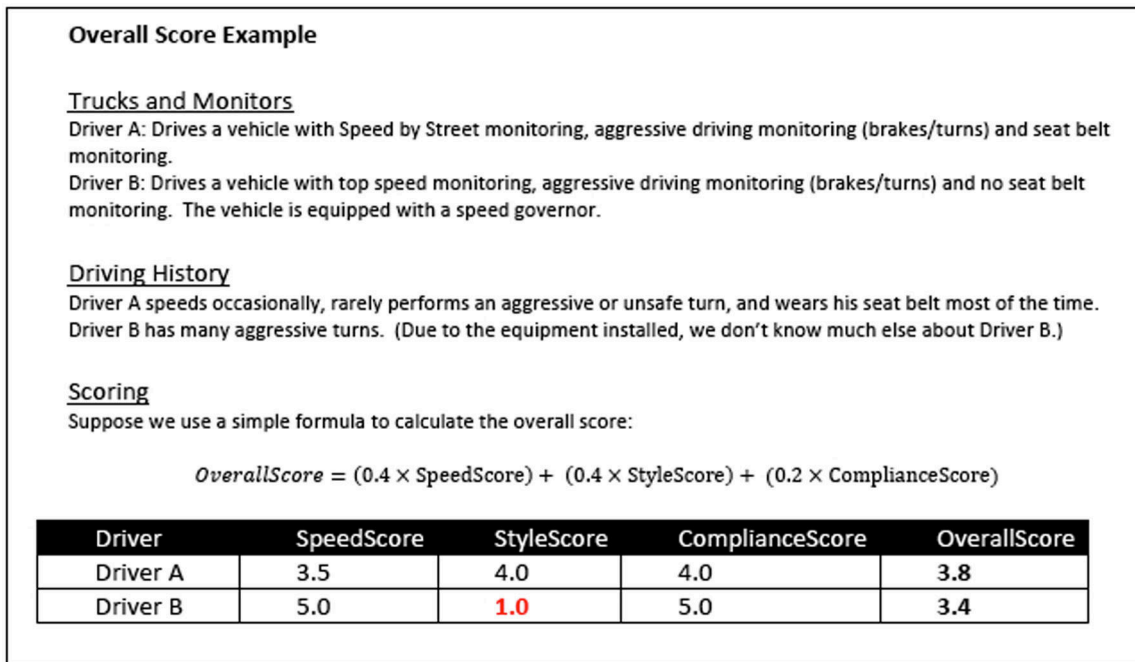 Overall Score Example
Trucks and Monitors
Driver A: Drives a vehicle with Speed by Street monitoring, aggressive driving monitoring (brakes/turns) and seat belt
monitoring.
Driver B: Drives a vehicle with top speed monitoring, aggressive driving monitoring (brakes/turns) and no seat belt
monitoring. The vehicle is equipped with a speed governor.
Driving History
Driver A speeds occasionally, rarely performs an aggressive or unsafe turn, and wears his seat belt most of the time.
Driver B has many aggressive turns. (Due to the equipment installed, we don't know much else about Driver B.)
Scoring
Suppose we use a simple formula to calculate the overall score:
OverallScore = (0.4 × SpeedScore) + (0.4 × StyleScore) + (0.2 × ComplianceScore)
Driver SpeedScore StyleScore ComplianceScore OverallScore
Driver A 3.5 4.0 4.0 3.8
Driver B 5.0 1.0 5.0 3.4